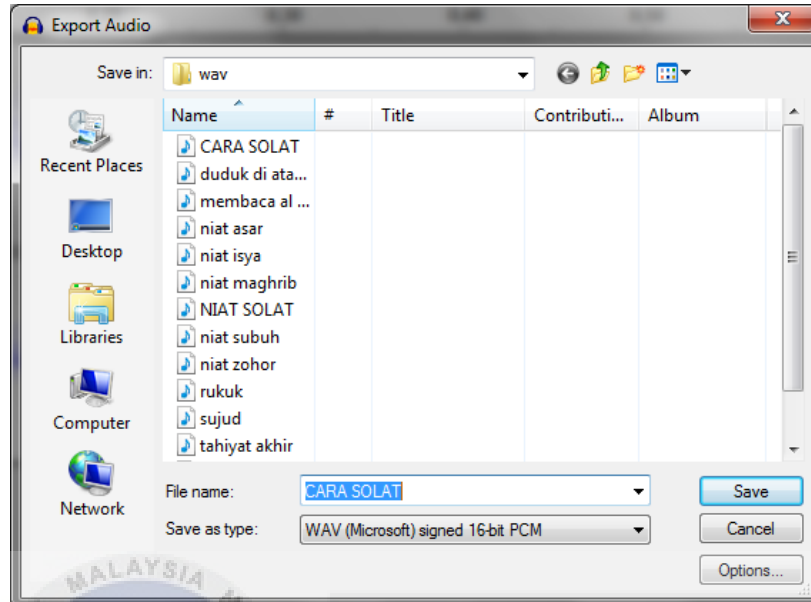 Export Audio
Save in: wav
Name # Title Contributi... Album
Recent Places
Desktop
Libraries
Computer
Network
CARA SOLAT
duduk di ata...
membaca al ...
niat asar
niat isya
niat maghrib
NIAT SOLAT
niat subuh
niat zohor
rukuk
sujud
tahiyat akhir
File name: CARA SOLAT Save
Save as type: WAV (Microsoft) signed 16-bit PCM Cancel
Options...
MALAYSIA